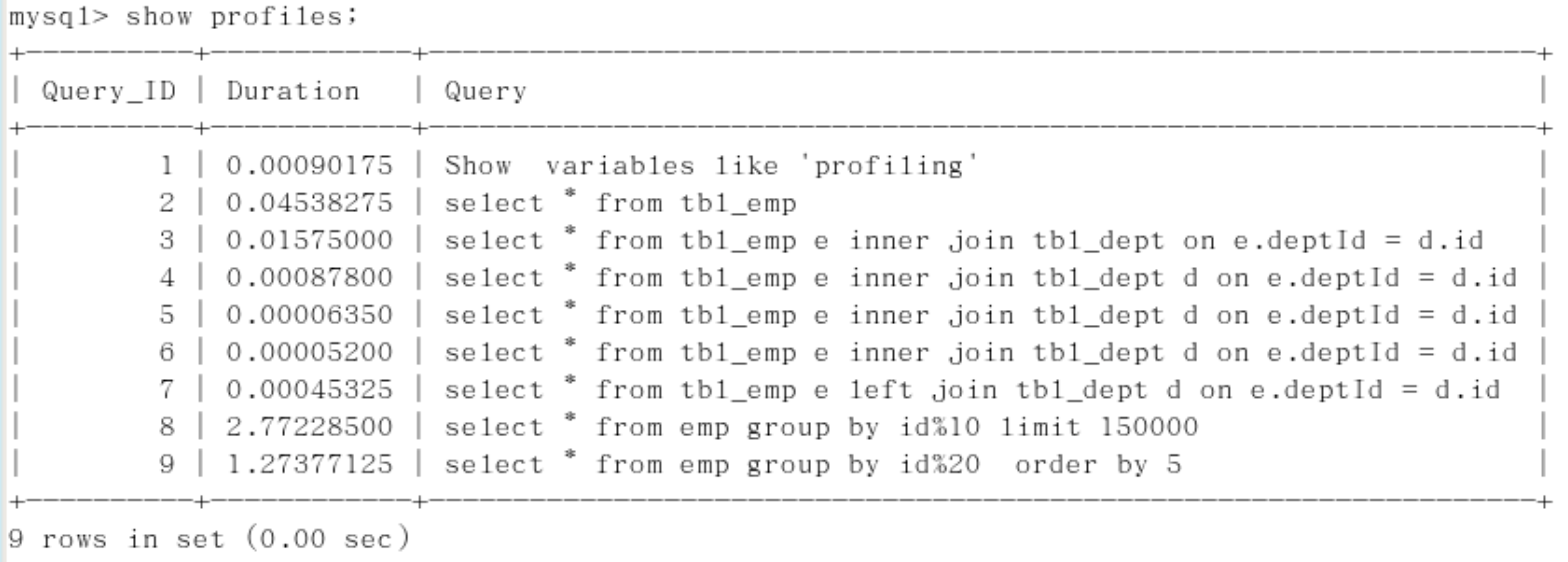 mysql> show profiles;
+----------+------------+------------------------------------------------------------------+
| Query_ID | Duration   | Query                                                            |
+----------+------------+------------------------------------------------------------------+
|        1 | 0.00090175 | Show  variables like 'profiling'                                 |
|        2 | 0.04538275 | select * from tbl_emp                                            |
|        3 | 0.01575000 | select * from tbl_emp e inner join tbl_dept on e.deptId = d.id   |
|        4 | 0.00087800 | select * from tbl_emp e inner join tbl_dept d on e.deptId = d.id |
|        5 | 0.00006350 | select * from tbl_emp e inner join tbl_dept d on e.deptId = d.id |
|        6 | 0.00005200 | select * from tbl_emp e inner join tbl_dept d on e.deptId = d.id |
|        7 | 0.00045325 | select * from tbl_emp e left join tbl_dept d on e.deptId = d.id  |
|        8 | 2.77228500 | select * from emp group by id%10 limit 150000                    |
|        9 | 1.27377125 | select * from emp group by id%20  order by 5                     |
+----------+------------+------------------------------------------------------------------+
9 rows in set (0.00 sec)